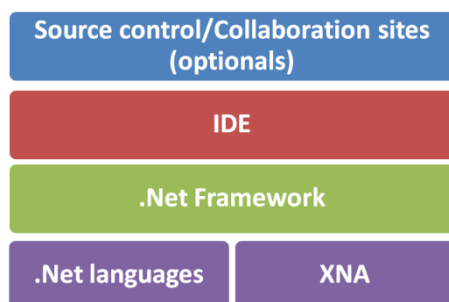 Source control/Collaboration sites
(optionals)
IDE
.Net Framework
.Net languages
XNA